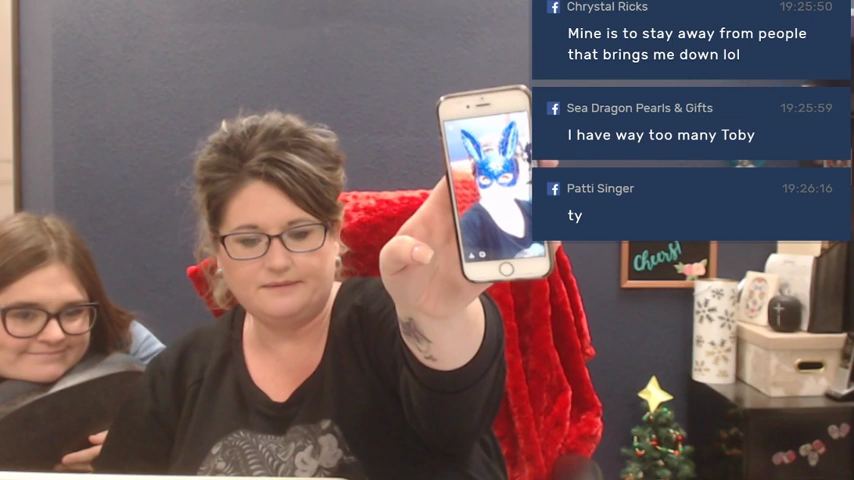 Chrystal Ricks 19:25:50
Mine is to stay away from people
that brings me down lol
Sea Dragon Pearls & Gifts 19:25:59
I have way too many Toby
Patti Singer 19:26:16
ty
Cheers!